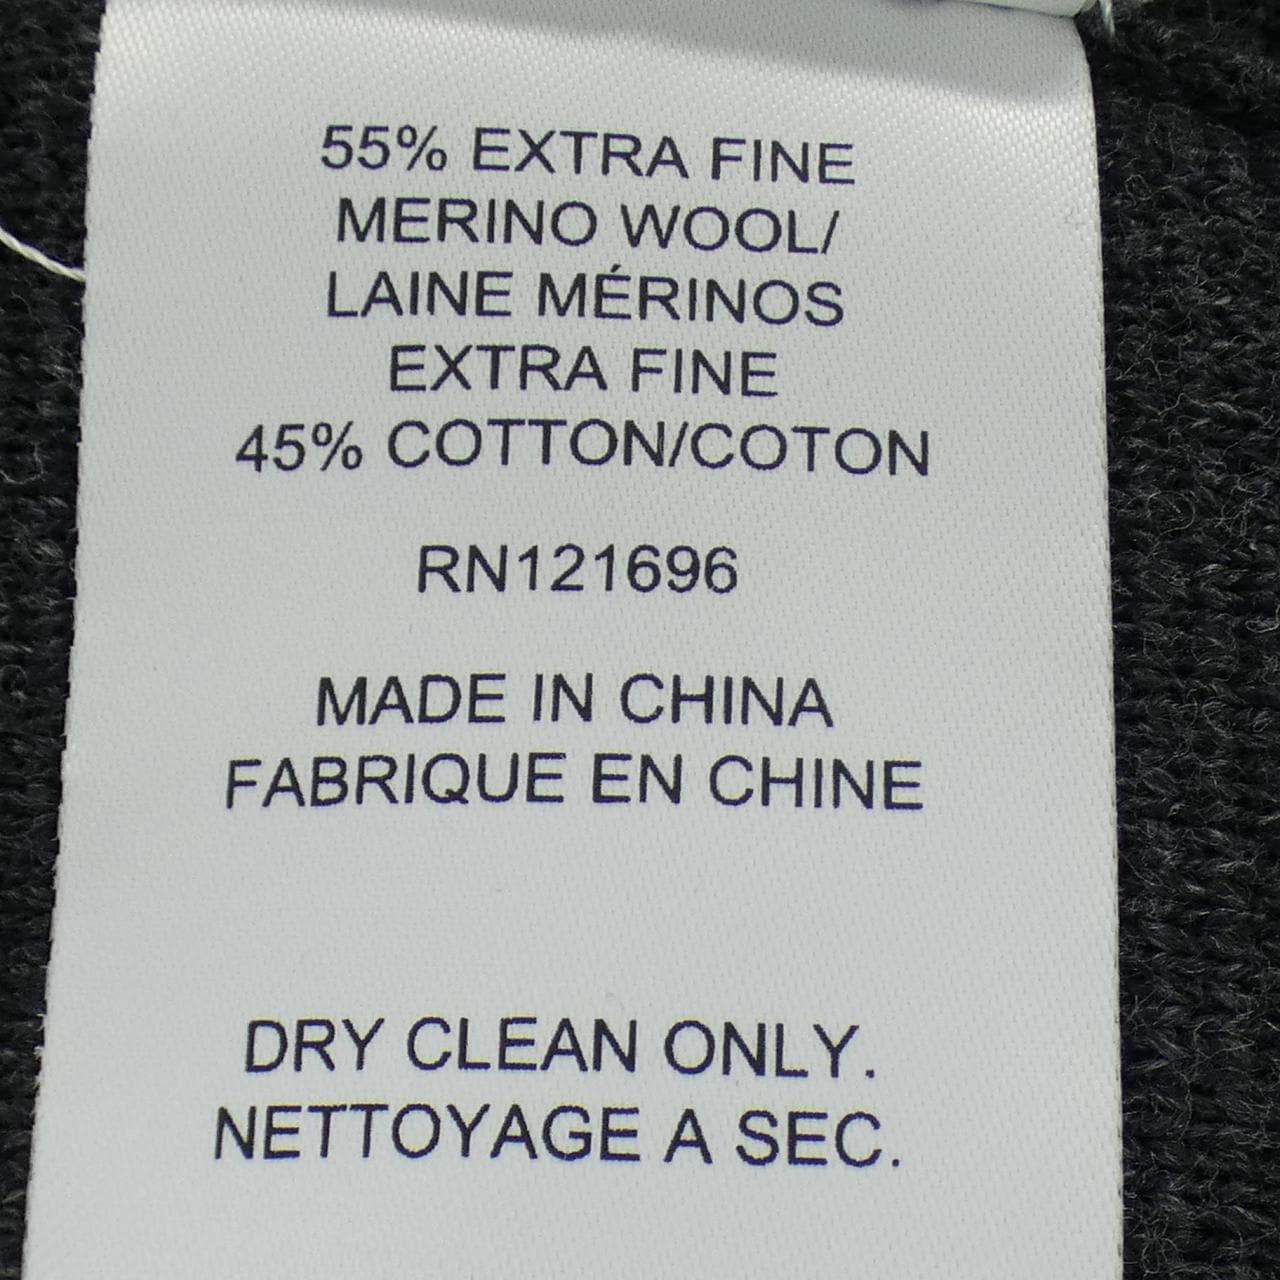 55% EXTRA FINE
MERINO WOOL/
LAINE MÉRINOS
EXTRA FINE
45% COTTON/COTON
RN121696
MADE IN CHINA
FABRIQUE EN CHINE
DRY CLEAN ONLY.
NETTOYAGE A SEC.